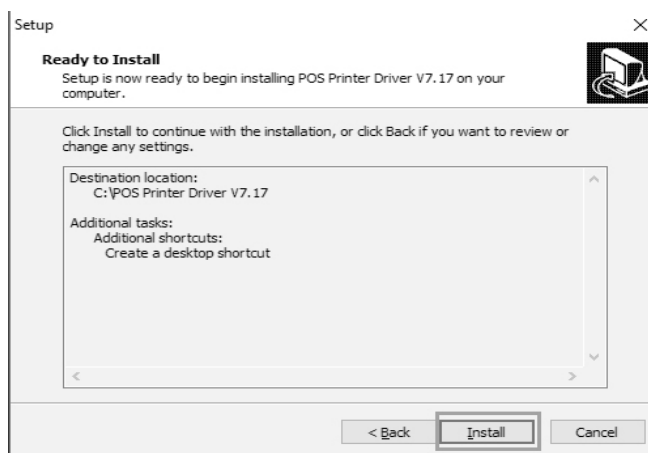 Setup
Ready to Install
Setup is now ready to begin installing POS Printer Driver V7.17 on your
computer.
Click Install to continue with the installation, or click Back if you want to review or
change any settings.
Destination location:
C:\POS Printer Driver V7.17
Additional tasks:
Additional shortcuts:
Create a desktop shortcut
< Back
Install
Cancel